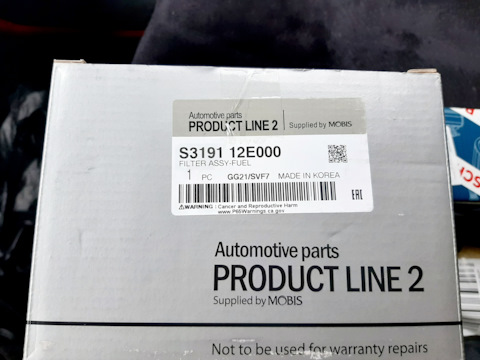 Automotive parts
PRODUCT LINE 2
Supplied by MOBIS
S3191 12E000
FILTER ASSY-FUEL
1 PC GG21/SVF7 MADE IN KOREA
EAC
⚠WARNING : Cancer and Reproductive Harm
www.P65Warnings.ca.gov
Automotive parts
PRODUCT LINE 2
Supplied by MOBIS
Not to be used for warranty repairs